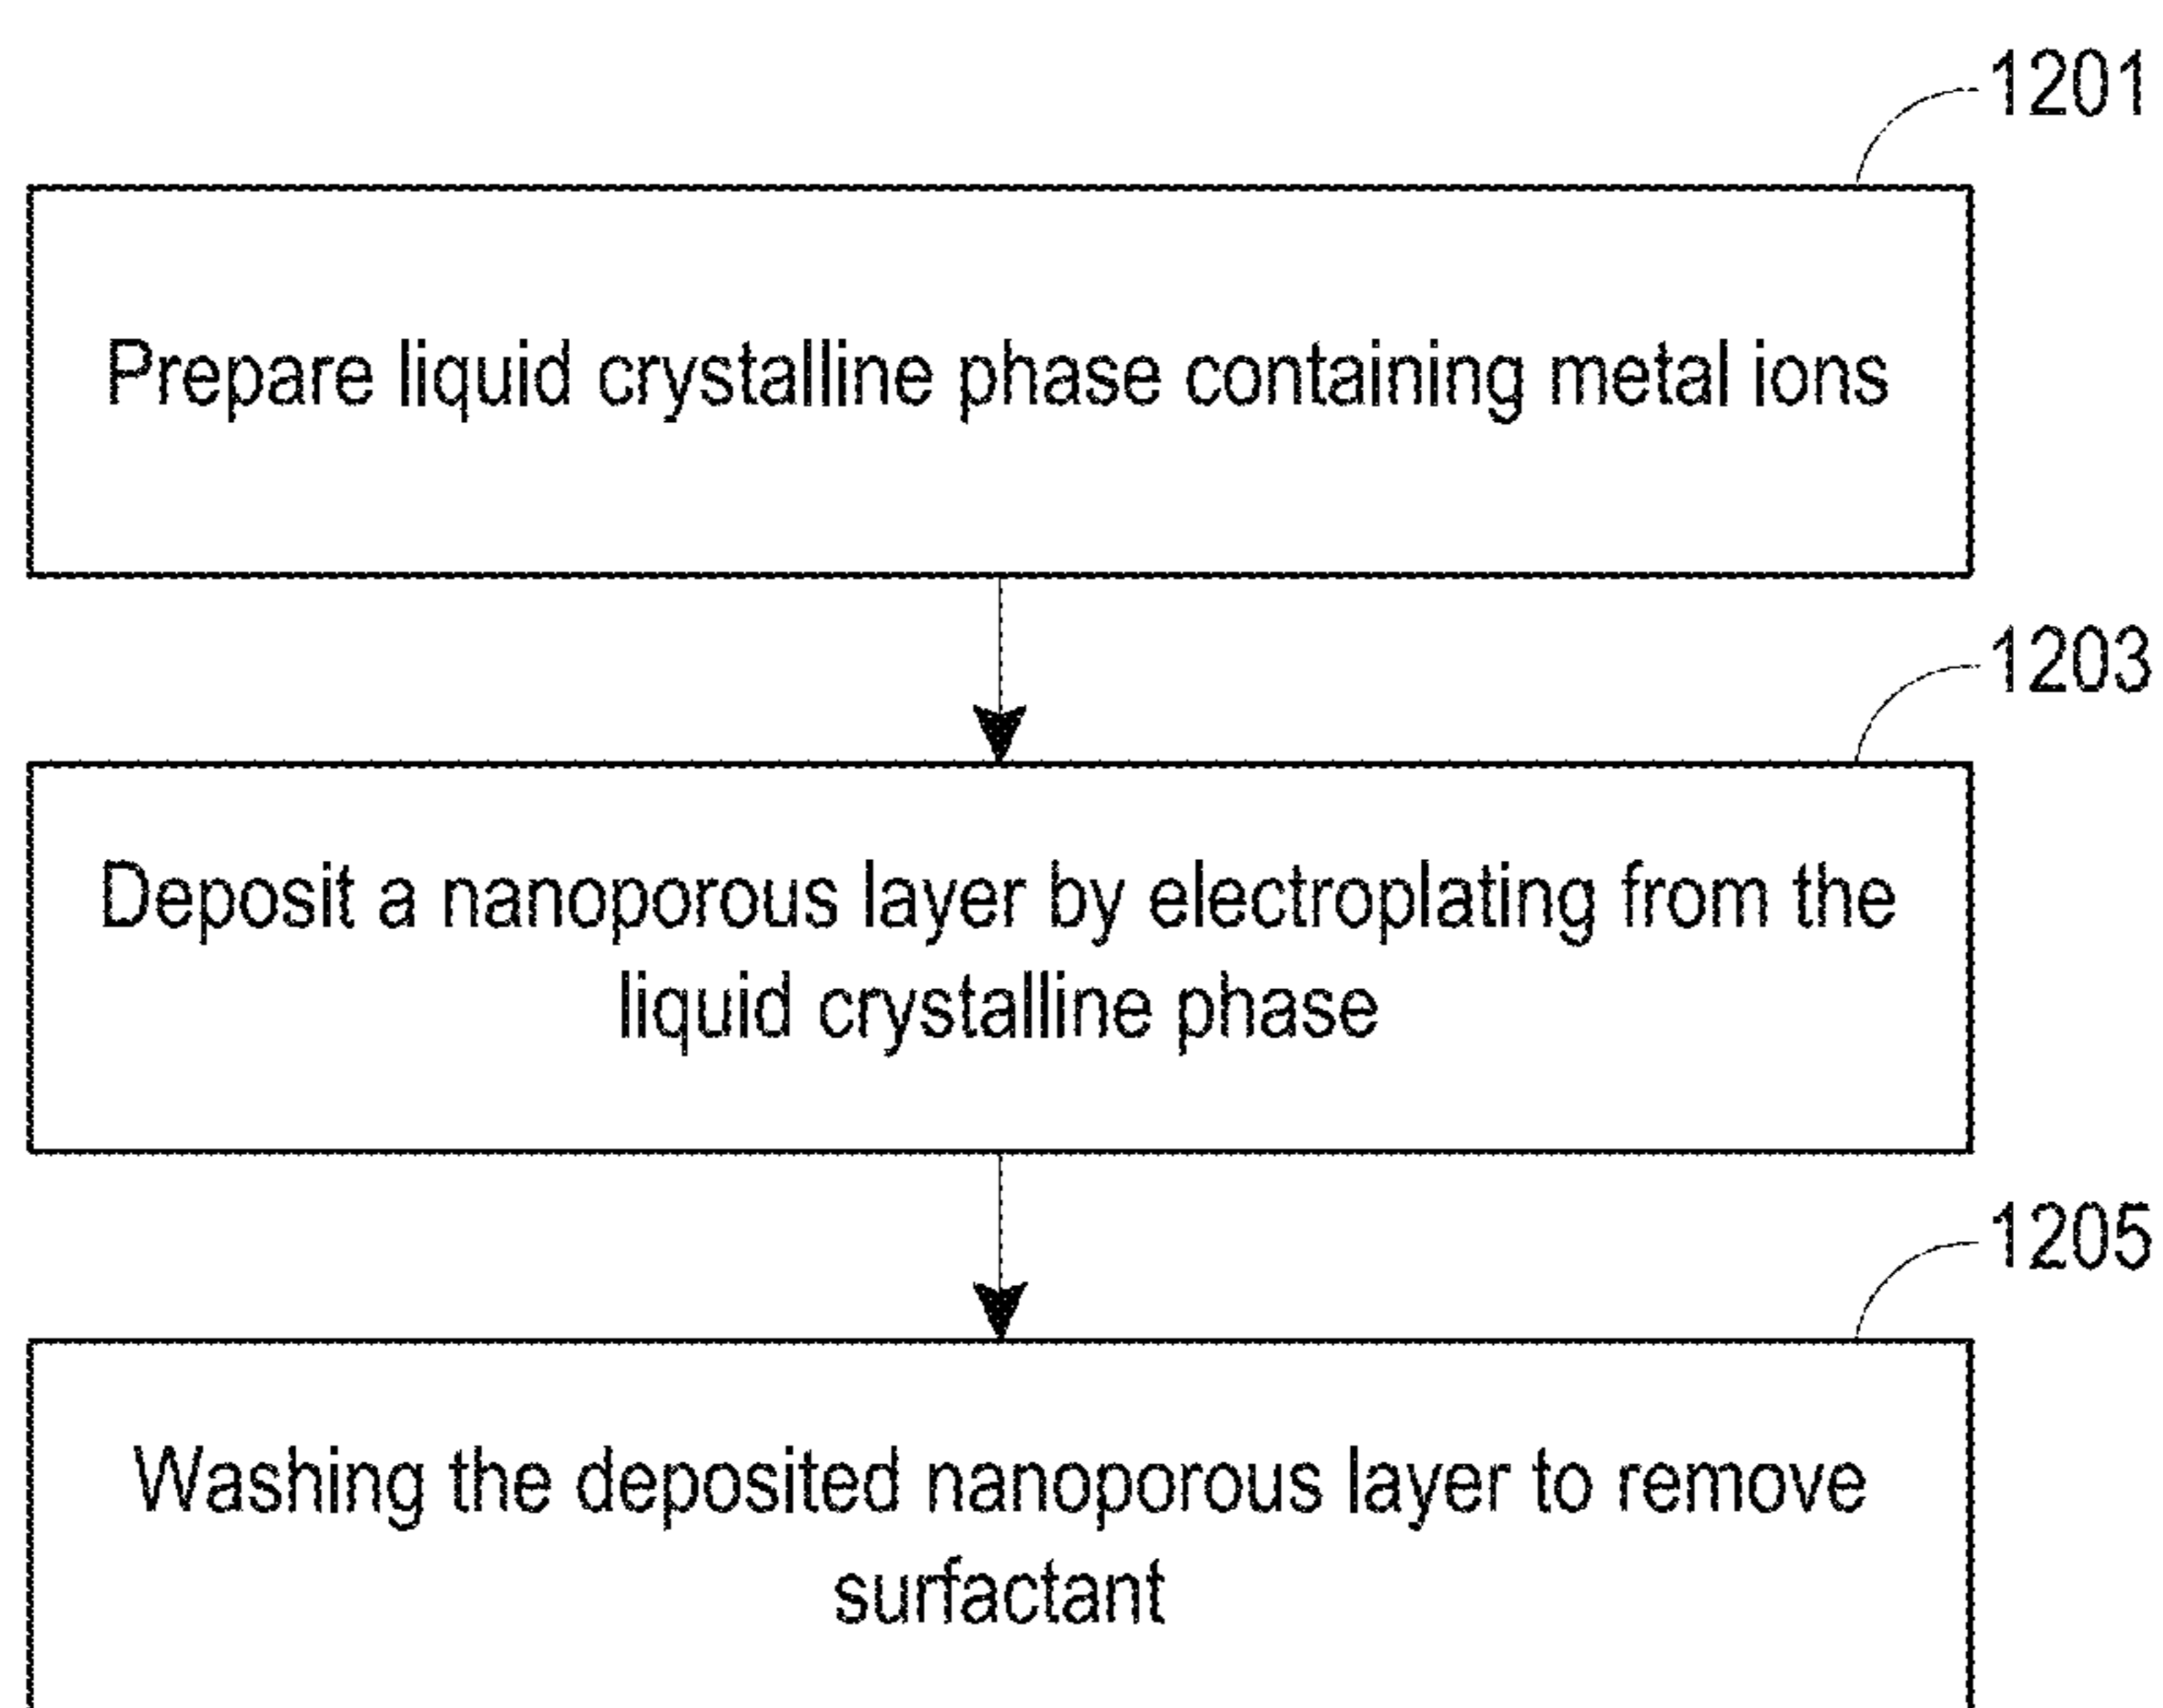 1201
Prepare liquid crystalline phase containing metal ions
1203
Deposit a nanoporous layer by electroplating from the
liquid crystalline phase
1205
Washing the deposited nanoporous layer to remove
surfactant